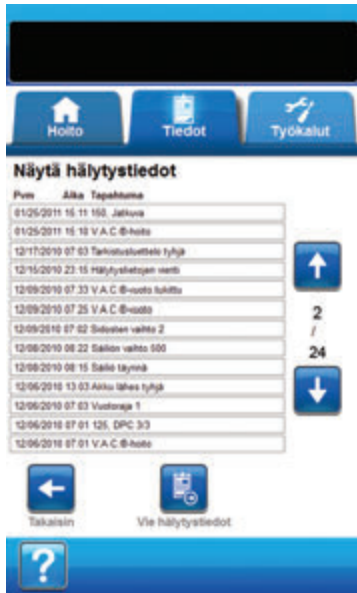 Hoito Tiedot Työkalut
Näytä hälytystiedot
Pvm Aika Tapahtuma
01/25/2011 15:11 150, Jatkuva
01/25/2011 15:10 V.A.C.®-hoito
12/17/2010 07:03 Tarkistusluettelo tyhjä
12/15/2010 23:15 Hälytystietojen vienti
12/09/2010 07:33 V.A.C.®-vuoto tukittu
12/09/2010 07:25 V.A.C.®-vuoto
12/09/2010 07:02 Sidosten vaihto 2
12/08/2010 08:22 Säiliön vaihto 500
12/08/2010 08:15 Säiliö täynnä
12/06/2010 13:03 Akku lähes tyhjä
12/06/2010 07:03 Vuotoraja 1
12/06/2010 07:01 125, DPC 3/3
12/06/2010 07:01 V.A.C.®-hoito
2
/
24
Takaisin Vie hälytystiedot
?